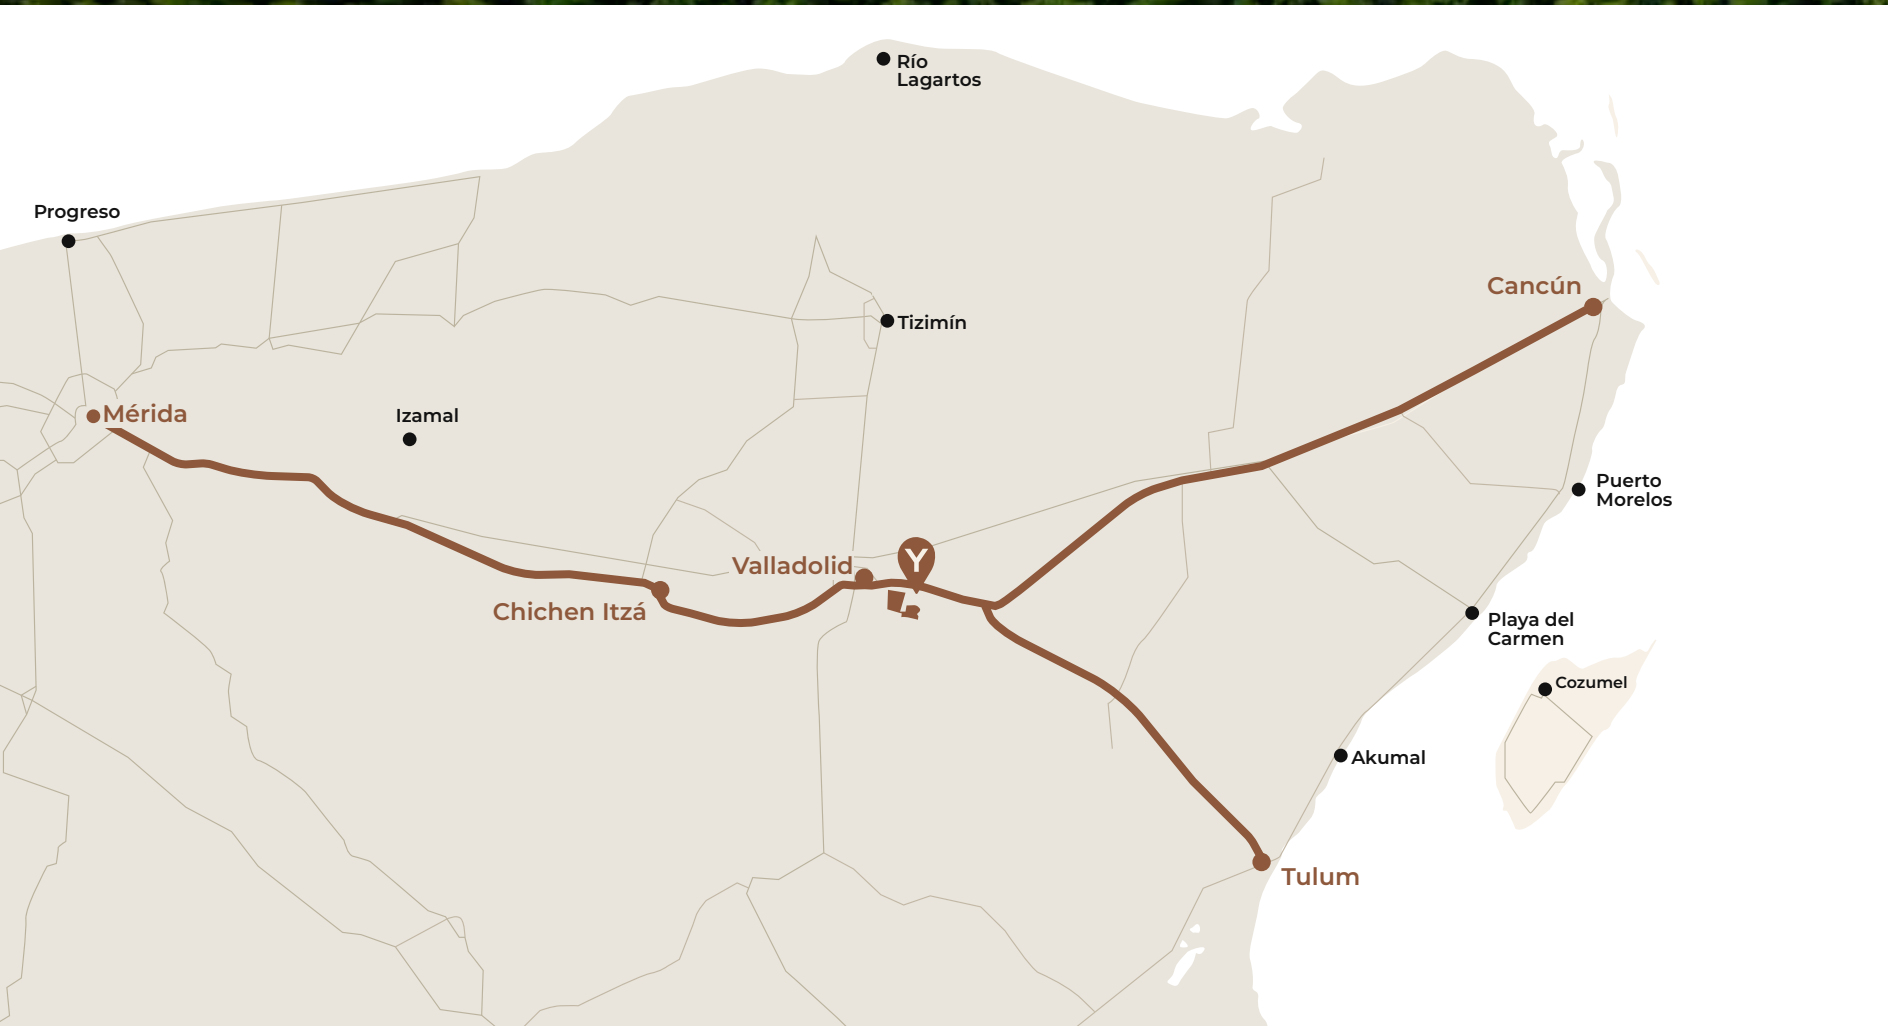 Río
Lagartos
Progreso
Cancún
Tizimín
Mérida
Izamal
Puerto
Morelos
Y
Valladolid
Chichen Itzá
Playa del
Carmen
Cozumel
Akumal
Tulum